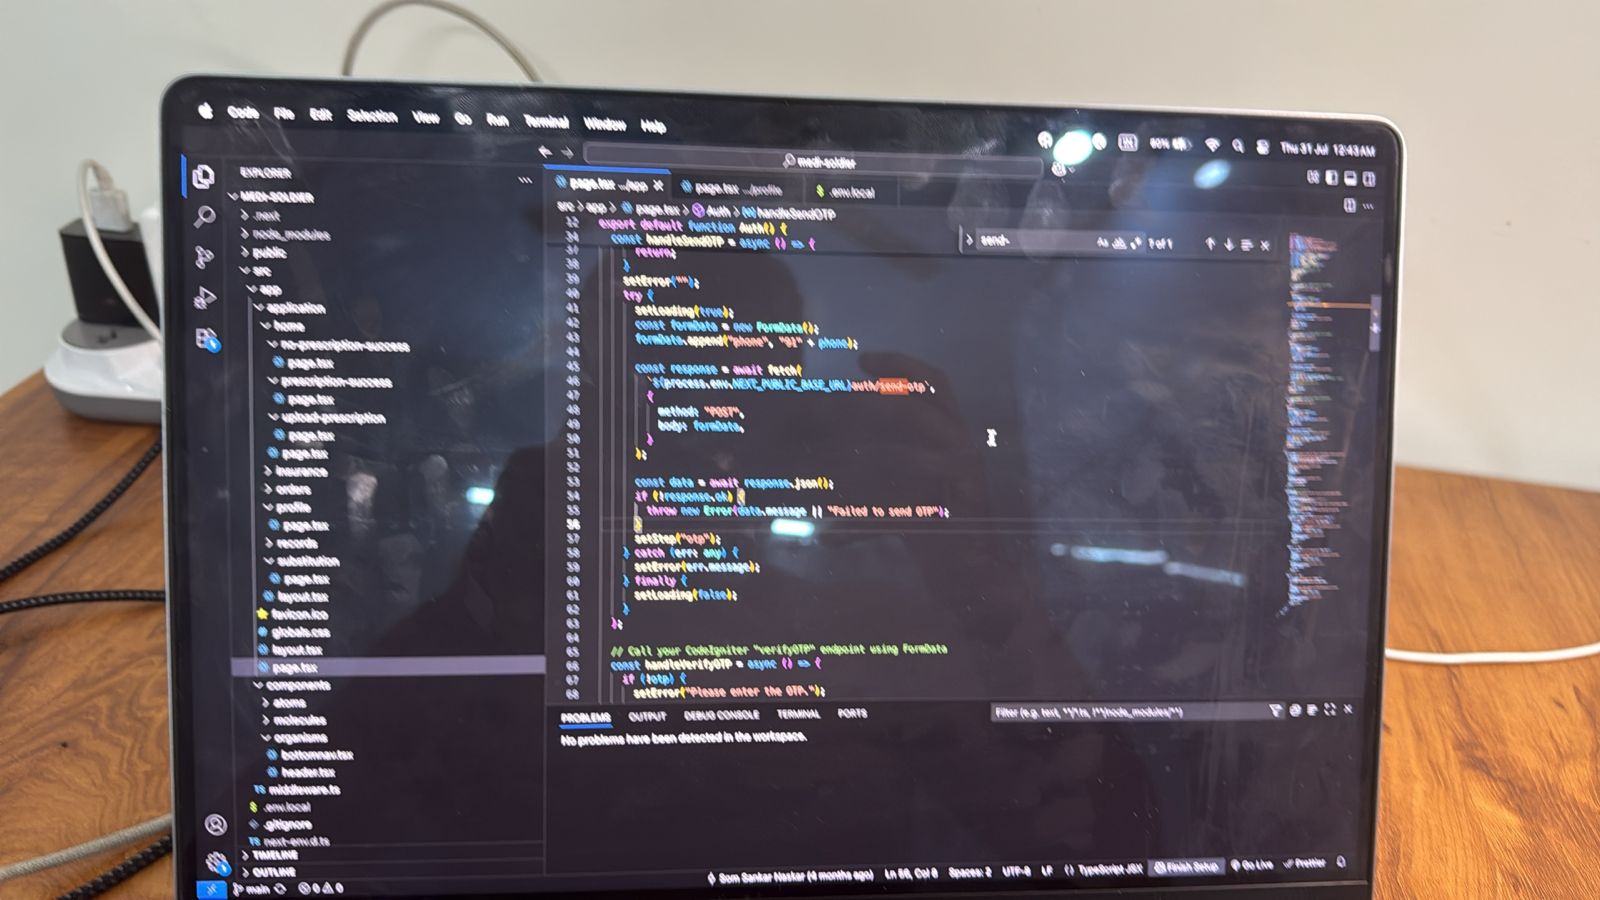 Code File Edit Selection View Go Run Terminal Window Help
80% Thu 31 Jul 12:43 AM
medi-soldier
EXPLORER
MEDI-SOLDIER
.next
node_modules
public
src
app
application
home
no-prescription-success
page.tsx
prescription-success
page.tsx
upload-prescription
page.tsx
page.tsx
insurance
orders
profile
page.tsx
records
substitution
page.tsx
layout.tsx
favicon.ico
globals.css
layout.tsx
page.tsx
components
atoms
molecules
organisms
bottomnav.tsx
header.tsx
TS middleware.ts
$ .env.local
.gitignore
TS next-env.d.ts
TIMELINE
OUTLINE
page.tsx .../app × page.tsx .../profile $ .env.local
src > app > page.tsx > Auth > handleSendOTP
send- 1 of 1
12 export default function Auth() {
34 const handleSendOTP = async () => {
37 return;
38 }
39 setError("");
40 try {
41 setLoading(true);
42 const formData = new FormData();
43 formData.append("phone", "91" + phone);
44
45 const response = await fetch(
46 `${process.env.NEXT_PUBLIC_BASE_URL}auth/send-otp`,
47 {
48 method: "POST",
49 body: formData,
50 }
51 );
52
53 const data = await response.json();
54 if (!response.ok) {
55 throw new Error(data.message || "Failed to send OTP");
56 }
57 setStep("otp");
58 } catch (err: any) {
59 setError(err.message);
60 } finally {
61 setLoading(false);
62 }
63 };
64
65 // Call your CodeIgniter "verifyOTP" endpoint using FormData
66 const handleVerifyOTP = async () => {
67 if (!otp) {
68 setError("Please enter the OTP.");
PROBLEMS OUTPUT DEBUG CONSOLE TERMINAL PORTS
Filter (e.g. text, **/*.ts, !**/node_modules/**)
No problems have been detected in the workspace.
main 0 0
Som Sankar Naskar (4 months ago) Ln 56, Col 8 Spaces: 2 UTF-8 LF {} TypeScript JSX Finish Setup Go Live Prettier